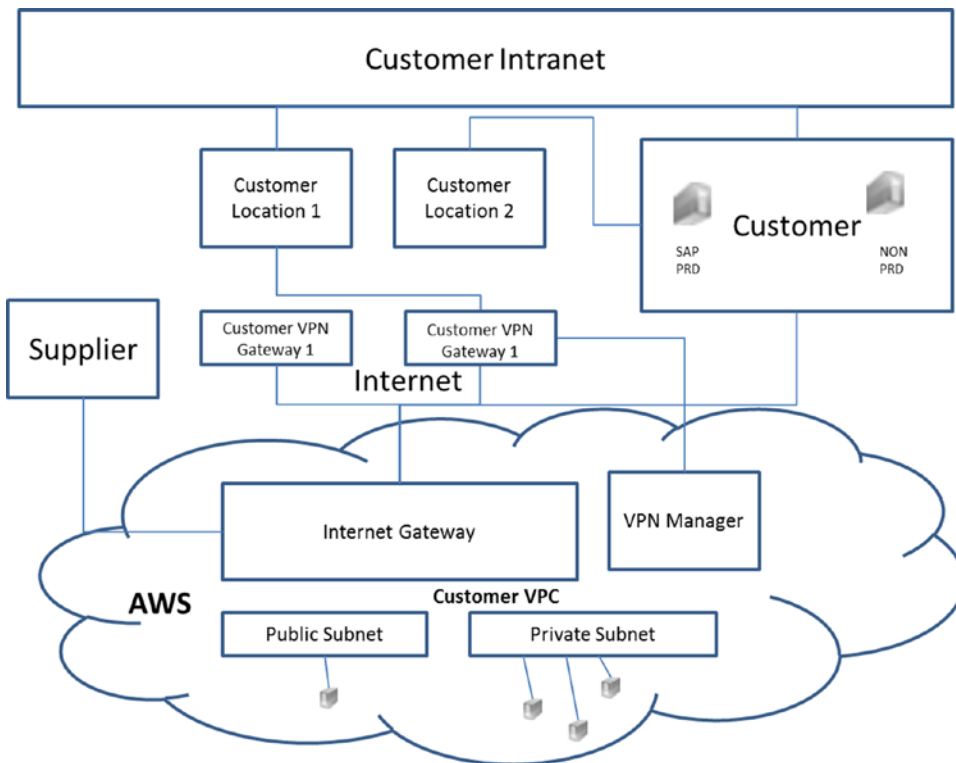 Customer Intranet
Customer
Location 1
Customer
Location 2
Customer
SAP
PRD
NON
PRD
Supplier
Customer VPN
Gateway 1
Customer VPN
Gateway 1
Internet
Internet Gateway
VPN Manager
AWS
Customer VPC
Public Subnet
Private Subnet